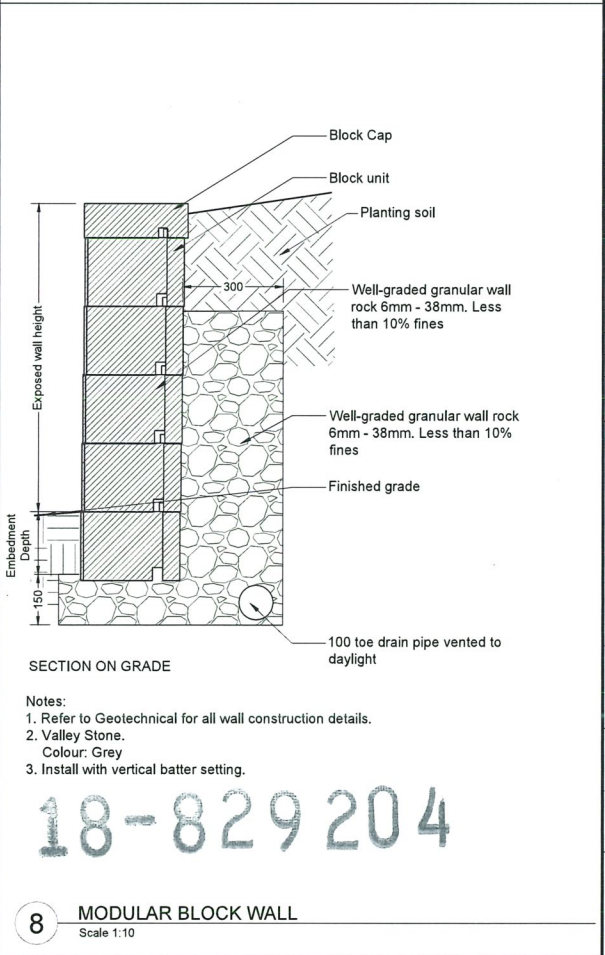 Block Cap
Block unit
Planting soil
300
Well-graded granular wall
rock 6mm - 38mm. Less
than 10% fines
Exposed wall height
Well-graded granular wall rock
6mm - 38mm. Less than 10%
fines
Finished grade
Embedment
Depth
150
100 toe drain pipe vented to
daylight
SECTION ON GRADE
Notes:
1. Refer to Geotechnical for all wall construction details.
2. Valley Stone.
Colour: Grey
3. Install with vertical batter setting.
18-829204
8
MODULAR BLOCK WALL
Scale 1:10